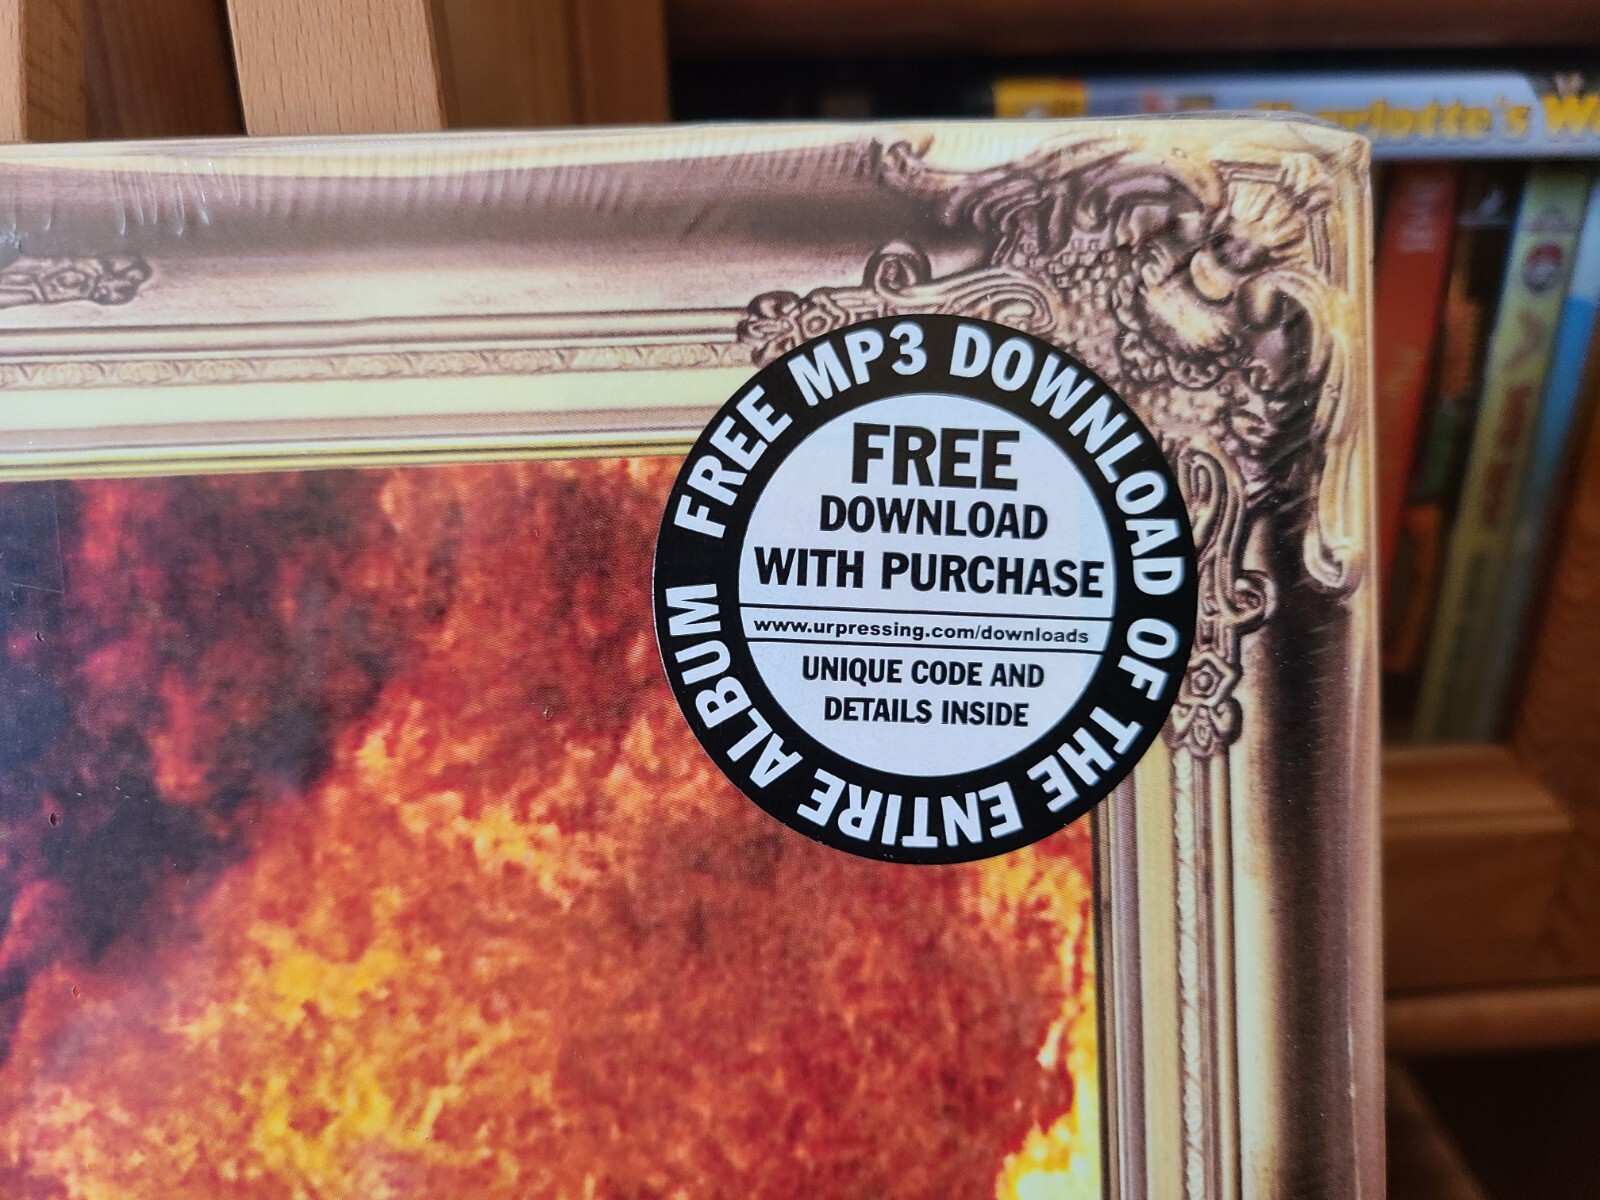 FREE MP3 DOWNLOAD OF THE ENTIRE ALBUM
FREE
DOWNLOAD
WITH PURCHASE
www.urpressing.com/downloads
UNIQUE CODE AND
DETAILS INSIDE
Charlotte's